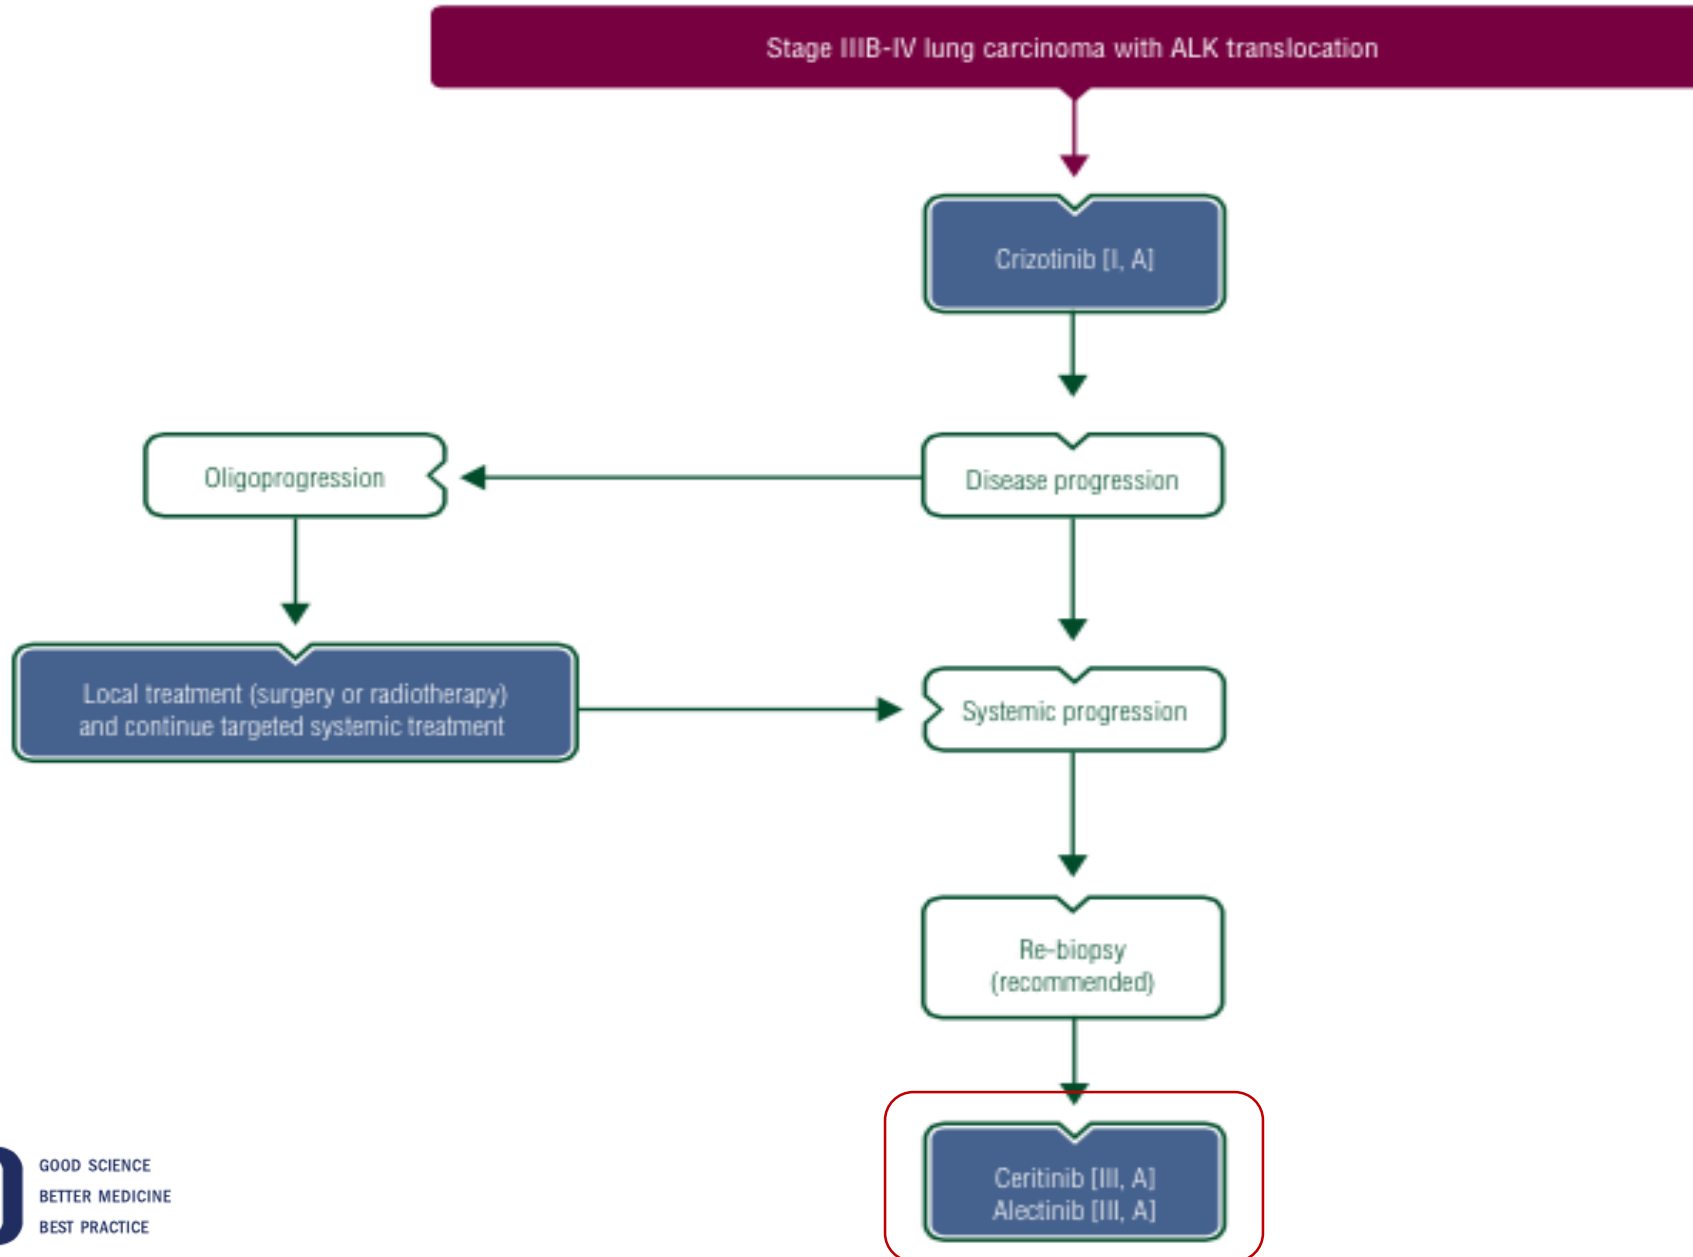 Stage IIIB-IV lung carcinoma with ALK translocation
Crizotinib [I, A]
Oligoprogression
Disease progression
Local treatment (surgery or radiotherapy)
and continue targeted systemic treatment
Systemic progression
Re-biopsy
(recommended)
Ceritinib [III, A]
Alectinib [III, A]
GOOD SCIENCE
BETTER MEDICINE
BEST PRACTICE